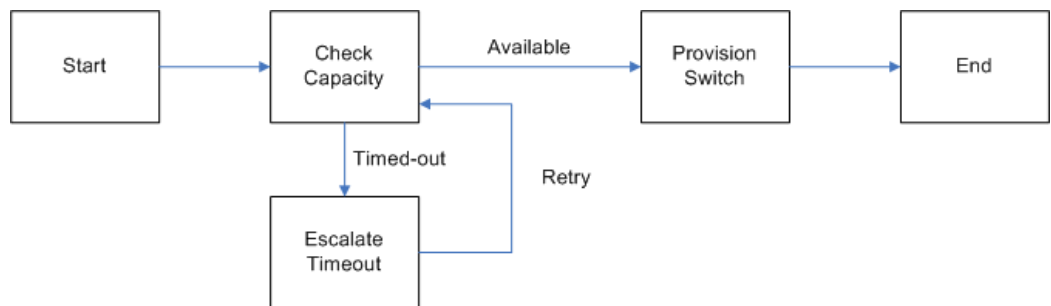 Start
Check
Capacity
Available
Provision
Switch
End
Timed-out
Retry
Escalate
Timeout